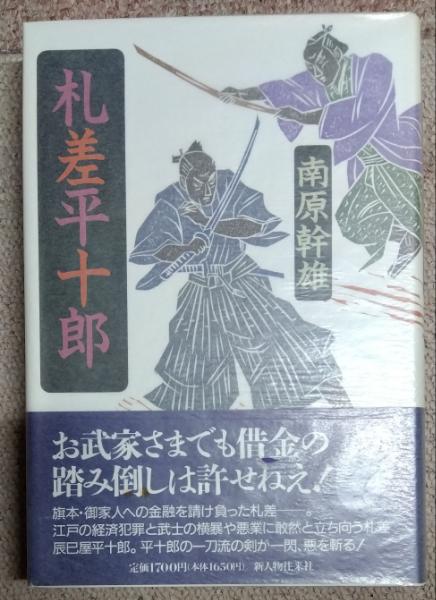 札差平十郎
南原幹雄
お武家さまでも借金の
踏み倒しは許せねえ!
旗本・御家人への金融を請け負った札差――。
江戸の経済犯罪と武士の横暴や悪業に敢然と立ち向う札差
辰巳屋平十郎。平十郎の一刀流の剣が一閃、悪を斬る!
定価1700円(本体1650円) 新人物往来社